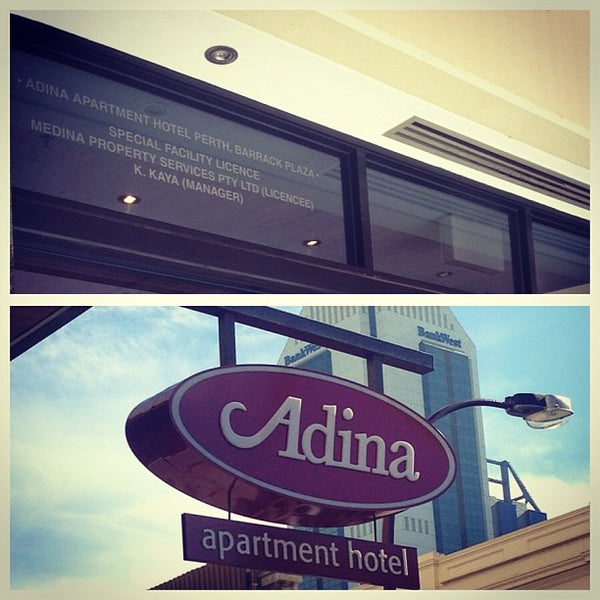 • ADINA APARTMENT HOTEL PERTH, BARRACK PLAZA •
SPECIAL FACILITY LICENCE
MEDINA PROPERTY SERVICES PTY LTD (LICENCEE)
K. KAYA (MANAGER)
BankWest
BankWest
Adina
apartment hotel